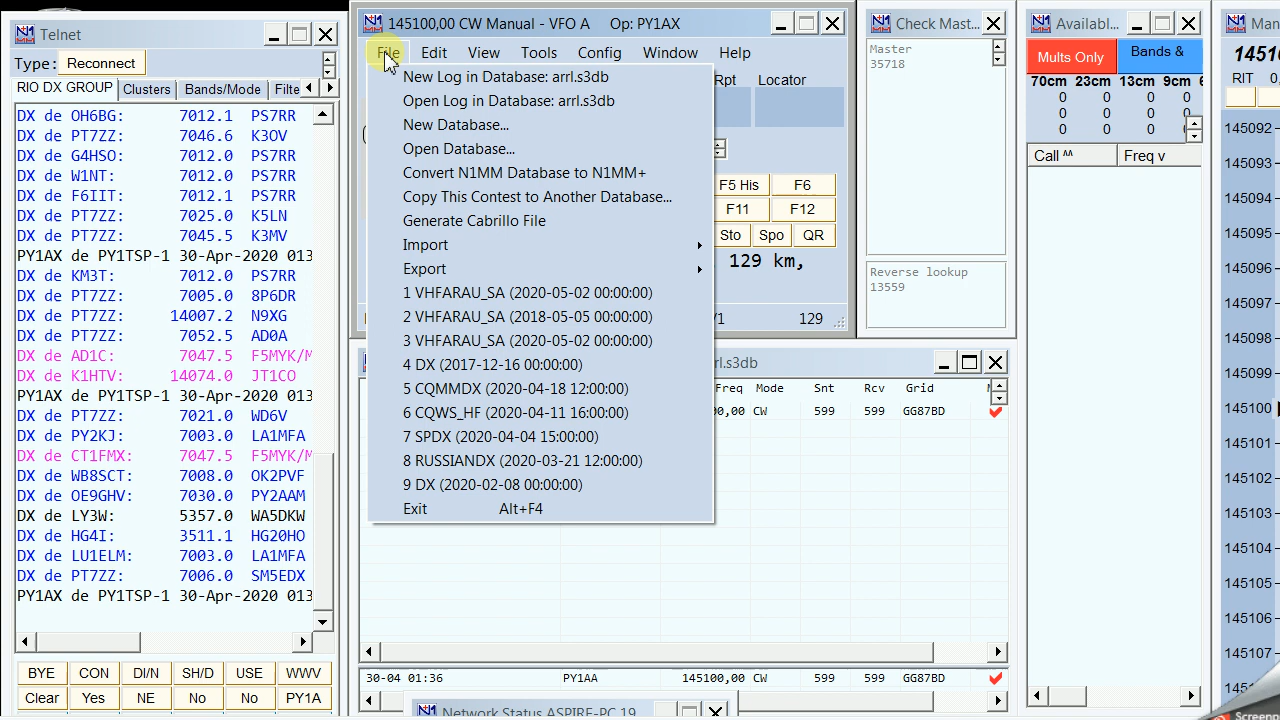 Telnet
Type: Reconnect
RIO DX GROUP Clusters Bands/Mode Filte
DX de OH6BG: 7012.1 PS7RR
DX de PT7ZZ: 7046.6 K3OV
DX de G4HSO: 7012.0 PS7RR
DX de W1NT: 7012.0 PS7RR
DX de F6IIT: 7012.1 PS7RR
DX de PT7ZZ: 7025.0 K5LN
DX de PT7ZZ: 7045.5 K3MV
PY1AX de PY1TSP-1 30-Apr-2020 013
DX de KM3T: 7012.0 PS7RR
DX de PT7ZZ: 7005.0 8P6DR
DX de PT7ZZ: 14007.2 N9XG
DX de PT7ZZ: 7052.5 AD0A
DX de AD1C: 7047.5 F5MYK/M
DX de K1HTV: 14074.0 JT1CO
PY1AX de PY1TSP-1 30-Apr-2020 013
DX de PT7ZZ: 7021.0 WD6V
DX de PY2KJ: 7003.0 LA1MFA
DX de CT1FMX: 7047.5 F5MYK/M
DX de WB8SCT: 7008.0 OK2PVF
DX de OE9GHV: 7030.0 PY2AAM
DX de LY3W: 5357.0 WA5DKW
DX de HG4I: 3511.1 HG20HO
DX de LU1ELM: 7003.0 LA1MFA
DX de PT7ZZ: 7006.0 SM5EDX
PY1AX de PY1TSP-1 30-Apr-2020 013
BYE CON DI/N SH/D USE WWV
Clear Yes NE No No PY1A
145100,00 CW Manual - VFO A Op: PY1AX
File Edit View Tools Config Window Help
New Log in Database: arrl.s3db
Open Log in Database: arrl.s3db
New Database...
Open Database...
Convert N1MM Database to N1MM+
Copy This Contest to Another Database...
Generate Cabrillo File
Import
Export
1 VHFARAU_SA (2020-05-02 00:00:00)
2 VHFARAU_SA (2018-05-05 00:00:00)
3 VHFARAU_SA (2020-05-02 00:00:00)
4 DX (2017-12-16 00:00:00)
5 CQMMDX (2020-04-18 12:00:00)
6 CQWS_HF (2020-04-11 16:00:00)
7 SPDX (2020-04-04 15:00:00)
8 RUSSIANDX (2020-03-21 12:00:00)
9 DX (2020-02-08 00:00:00)
Exit Alt+F4
Rpt Locator
F5 His F6
F11 F12
Sto Spo QR
129 km,
/1 129
rl.s3db
Freq Mode Snt Rcv Grid
00,00 CW 599 599 GG87BD
30-04 01:36 PY1AA 145100,00 CW 599 599
Network Status ASPIRE-PC 19
Check Mast...
Master
35718
Reverse lookup
13559
Availabl...
Mults Only Bands &
70cm 23cm 13cm 9cm 6
0 0 0 0
0 0 0 0
0 0 0 0
Call ^^ Freq v
Man
14510
RIT 0
145092
145093
145094
145095
145096
145097
145098
145099
145100
145101
145102
145103
145104
145105
145106
145107
14510
Screenp